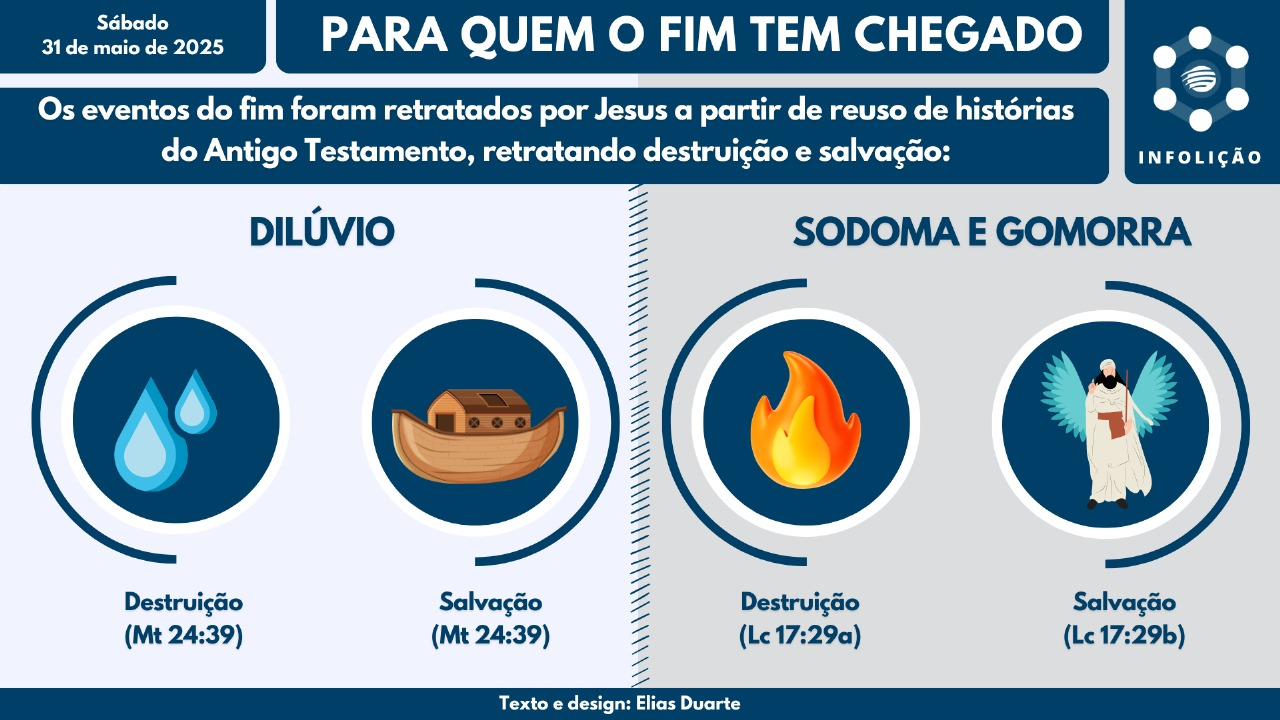 Sábado
31 de maio de 2025
PARA QUEM O FIM TEM CHEGADO
Os eventos do fim foram retratados por Jesus a partir de reuso de histórias
do Antigo Testamento, retratando destruição e salvação:
INFOLIÇÃO
DILÚVIO
SODOMA E GOMORRA
Destruição
(Mt 24:39)
Salvação
(Mt 24:39)
Destruição
(Lc 17:29a)
Salvação
(Lc 17:29b)
Texto e design: Elias Duarte